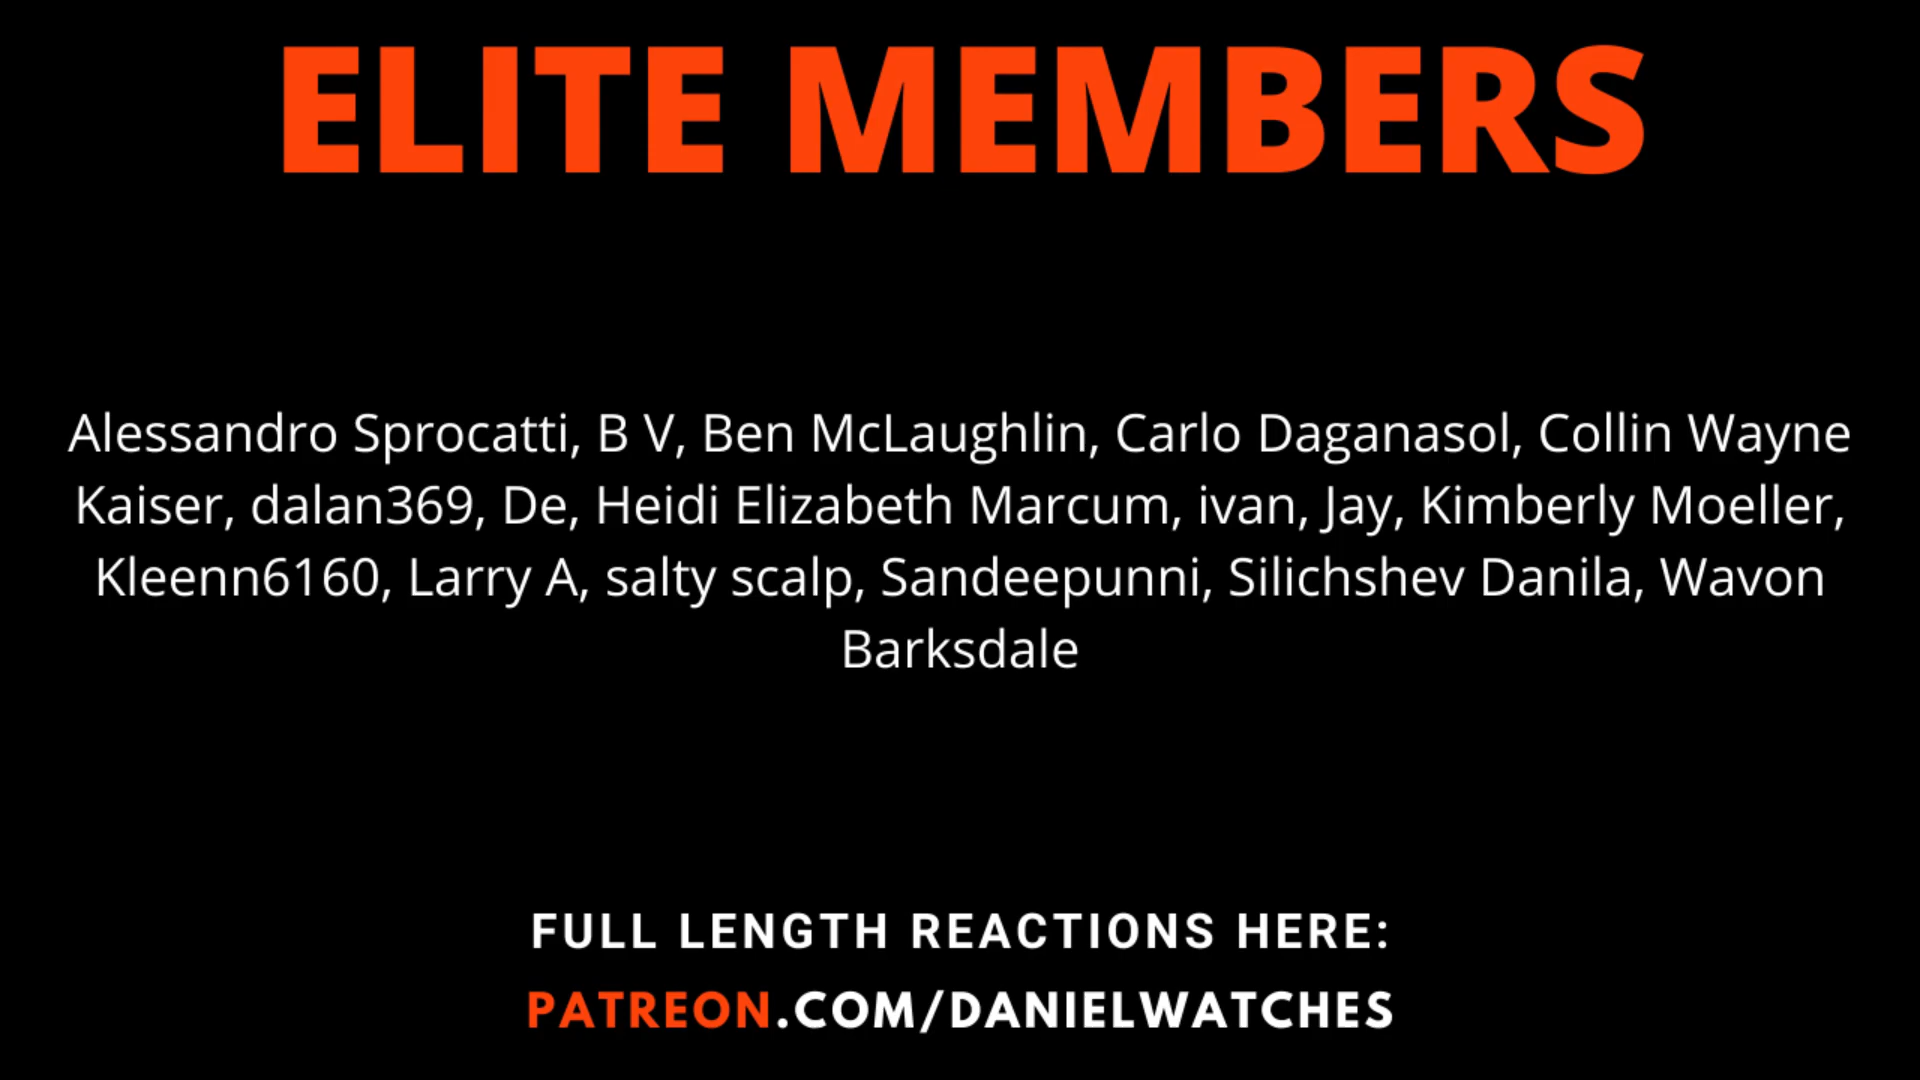 ELITE MEMBERS
Alessandro Sprocatti, B V, Ben McLaughlin, Carlo Daganasol, Collin Wayne
Kaiser, dalan369, De, Heidi Elizabeth Marcum, ivan, Jay, Kimberly Moeller,
Kleenn6160, Larry A, salty scalp, Sandeepunni, Silichshev Danila, Wavon
Barksdale
FULL LENGTH REACTIONS HERE:
PATREON.COM/DANIELWATCHES